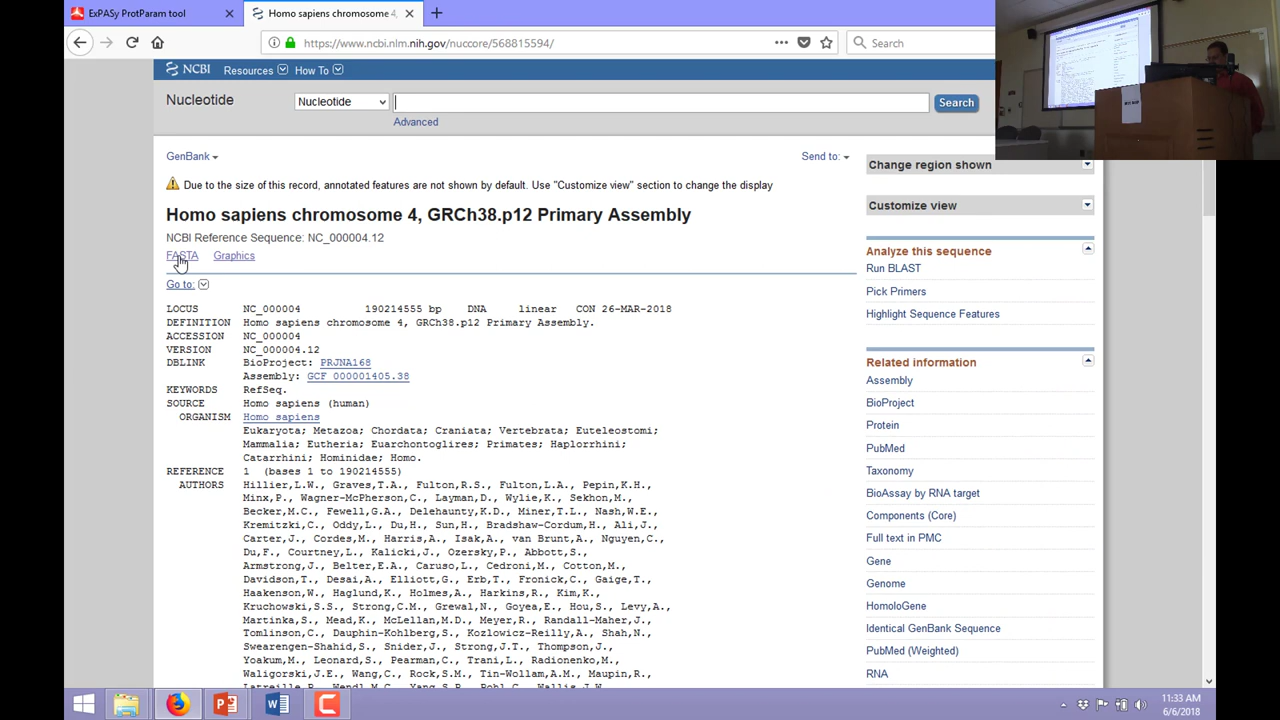 ExPASy ProtParam tool
Homo sapiens chromosome 4,
https://www.ncbi.nlm.nih.gov/nuccore/568815594/
Search
NCBI Resources How To
Nucleotide
Nucleotide
Search
Advanced
GenBank
Send to:
Change region shown
Due to the size of this record, annotated features are not shown by default. Use "Customize view" section to change the display
Customize view
Homo sapiens chromosome 4, GRCh38.p12 Primary Assembly
NCBI Reference Sequence: NC_000004.12
FASTA Graphics
Go to:
LOCUS NC_000004 190214555 bp DNA linear CON 26-MAR-2018
DEFINITION Homo sapiens chromosome 4, GRCh38.p12 Primary Assembly.
ACCESSION NC_000004
VERSION NC_000004.12
DBLINK BioProject: PRJNA168
Assembly: GCF_000001405.38
KEYWORDS RefSeq.
SOURCE Homo sapiens (human)
ORGANISM Homo sapiens
Eukaryota; Metazoa; Chordata; Craniata; Vertebrata; Euteleostomi;
Mammalia; Eutheria; Euarchontoglires; Primates; Haplorrhini;
Catarrhini; Hominidae; Homo.
REFERENCE 1 (bases 1 to 190214555)
AUTHORS Hillier,L.W., Graves,T.A., Fulton,R.S., Fulton,L.A., Pepin,K.H.,
Minx,P., Wagner-McPherson,C., Layman,D., Wylie,K., Sekhon,M.,
Becker,M.C., Fewell,G.A., Delehaunty,K.D., Miner,T.L., Nash,W.E.,
Kremitzki,C., Oddy,L., Du,H., Sun,H., Bradshaw-Cordum,H., Ali,J.,
Carter,J., Cordes,M., Harris,A., Isak,A., van Brunt,A., Nguyen,C.,
Du,F., Courtney,L., Kalicki,J., Ozersky,P., Abbott,S.,
Armstrong,J., Belter,E.A., Caruso,L., Cedroni,M., Cotton,M.,
Davidson,T., Desai,A., Elliott,G., Erb,T., Fronick,C., Gaige,T.,
Haakenson,W., Haglund,K., Holmes,A., Harkins,R., Kim,K.,
Kruchowski,S.S., Strong,C.M., Grewal,N., Goyea,E., Hou,S., Levy,A.,
Martinka,S., Mead,K., McLellan,M.D., Meyer,R., Randall-Maher,J.,
Tomlinson,C., Dauphin-Kohlberg,S., Kozlowicz-Reilly,A., Shah,N.,
Swearengen-Shahid,S., Snider,J., Strong,J.T., Thompson,J.,
Yoakum,M., Leonard,S., Pearman,C., Trani,L., Radionenko,M.,
Waligorski,J.E., Wang,C., Rock,S.M., Tin-Wollam,A.M., Maupin,R.,
Latreille,P., Wendl,M.C., Yang,S.P., Pohl,C., Wallis,J.W.,
Analyze this sequence
Run BLAST
Pick Primers
Highlight Sequence Features
Related information
Assembly
BioProject
Protein
PubMed
Taxonomy
BioAssay by RNA target
Components (Core)
Full text in PMC
Gene
Genome
HomoloGene
Identical GenBank Sequence
PubMed (Weighted)
RNA
11:33 AM
6/6/2018